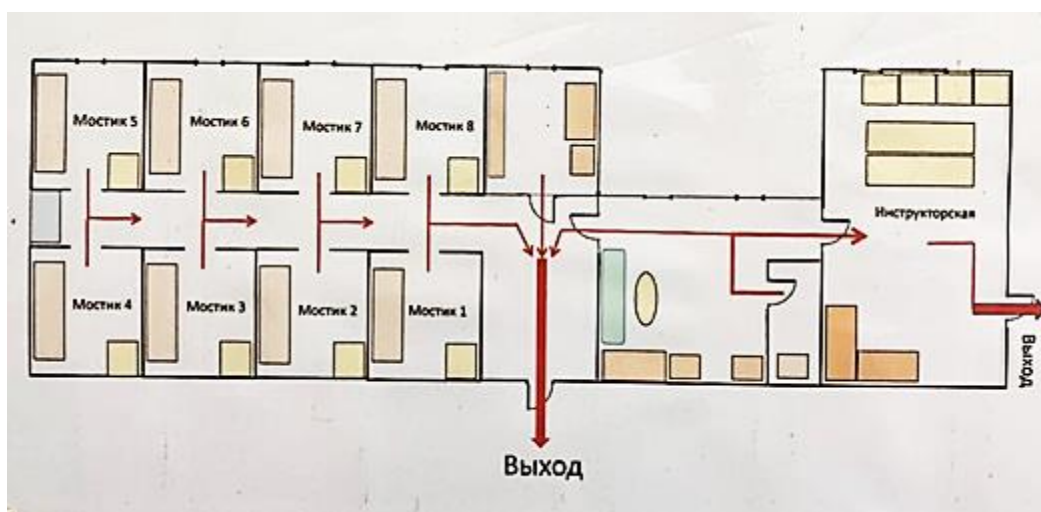 Мостик 5
Мостик 6
Мостик 7
Мостик 8
Инструкторская
Мостик 4
Мостик 3
Мостик 2
Мостик 1
Выход
Выход